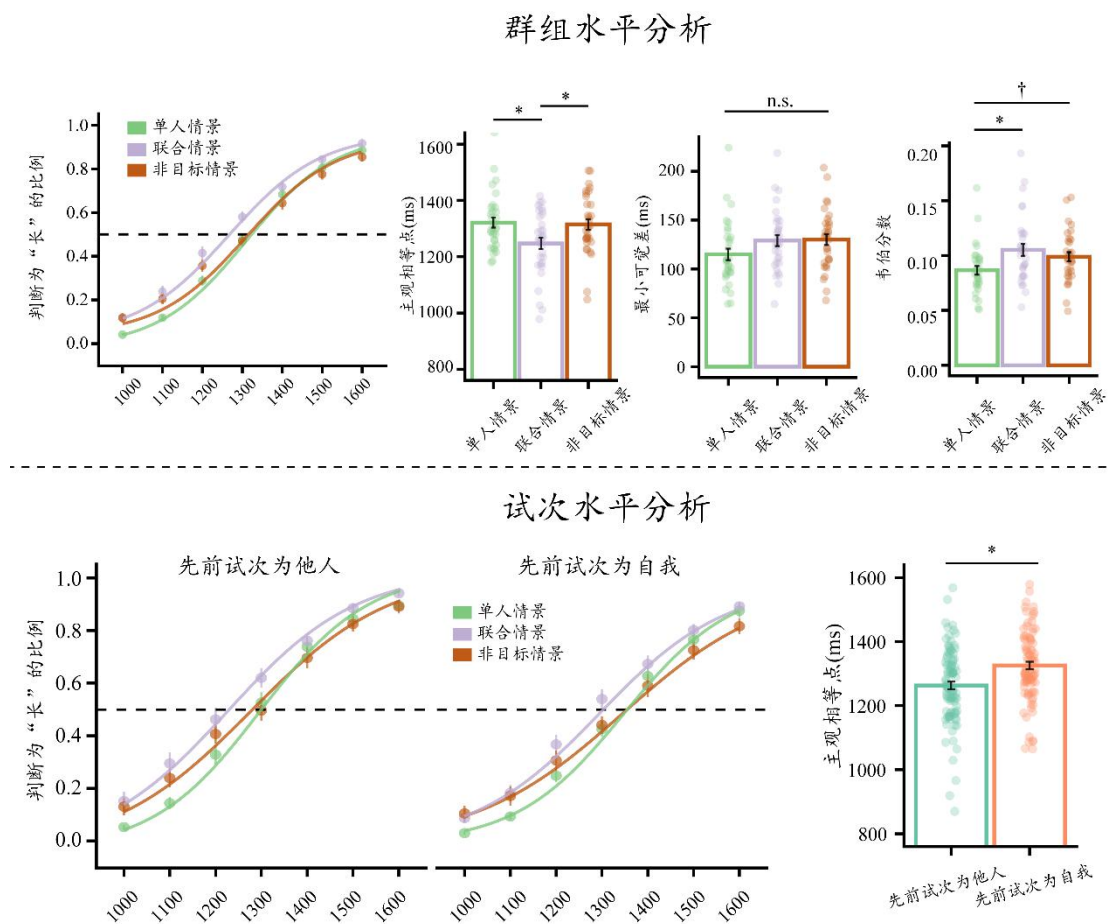 群组水平分析
判断为“长”的比例
1.0
0.8
0.6
0.4
0.2
0.0
单人情景
联合情景
非目标情景
1000
1100
1200
1300
1400
1500
1600
主观相等点(ms)
1600
1400
1200
1000
800
*
*
单人情景
联合情景
非目标情景
最小可觉差(ms)
200
150
100
50
0
n.s.
单人情景
联合情景
非目标情景
韦伯分数
0.20
0.15
0.10
0.05
0.00
†
*
单人情景
联合情景
非目标情景
试次水平分析
先前试次为他人
判断为“长”的比例
1.0
0.8
0.6
0.4
0.2
0.0
1000
1100
1200
1300
1400
1500
1600
先前试次为自我
单人情景
联合情景
非目标情景
1000
1100
1200
1300
1400
1500
1600
主观相等点(ms)
1600
1400
1200
1000
800
*
先前试次为他人
先前试次为自我